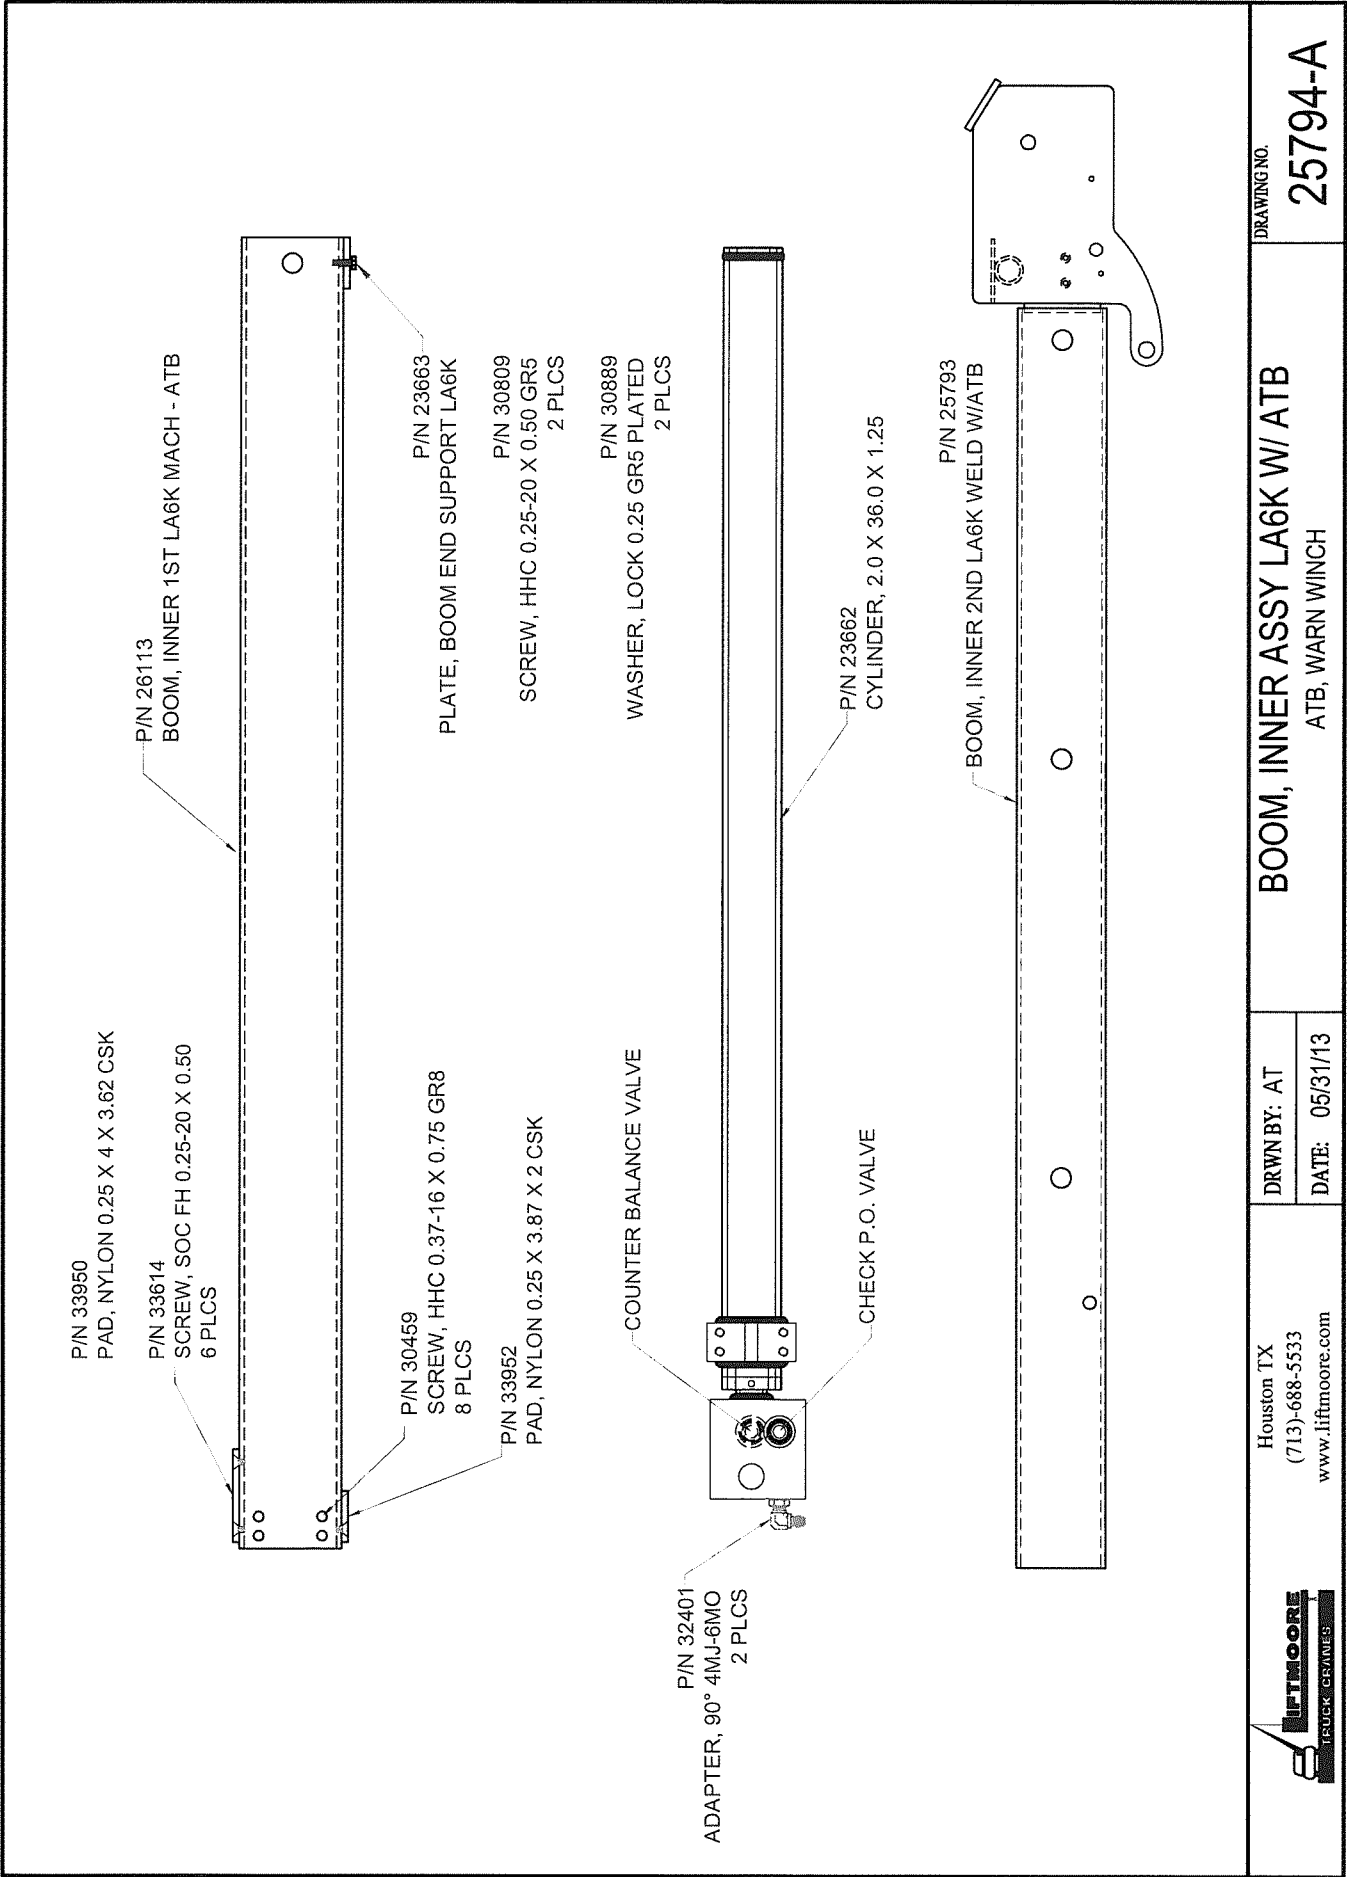 P/N 33950
PAD, NYLON 0.25 X 4 X 3.62 CSK
P/N 33614
SCREW, SOC FH 0.25-20 X 0.50
6 PLCS
P/N 26113
BOOM, INNER 1ST LA6K MACH - ATB
P/N 30459
SCREW, HHC 0.37-16 X 0.75 GR8
8 PLCS
P/N 33952
PAD, NYLON 0.25 X 3.87 X 2 CSK
P/N 23663
PLATE, BOOM END SUPPORT LA6K
P/N 30809
SCREW, HHC 0.25-20 X 0.50 GR5
2 PLCS
P/N 30889
WASHER, LOCK 0.25 GR5 PLATED
2 PLCS
COUNTER BALANCE VALVE
P/N 32401
ADAPTER, 90° 4MJ-6MO
2 PLCS
CHECK P.O. VALVE
P/N 23662
CYLINDER, 2.0 X 36.0 X 1.25
P/N 25793
BOOM, INNER 2ND LA6K WELD W/ATB
LIFTMOORE
TRUCK CRANES
Houston TX
(713)-688-5533
www.liftmoore.com
DRWN BY: AT
DATE: 05/31/13
BOOM, INNER ASSY LA6K W/ ATB
ATB, WARN WINCH
DRAWING NO.
25794-A